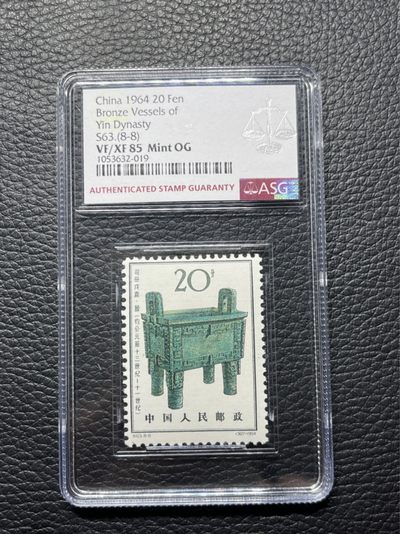 China 1964 20 Fen
Bronze Vessels of
Yin Dynasty
S63.(8-8)
VF/XF 85 Mint OG
1053632-019
AUTHENTICATED STAMP GUARANTY
ASG
20分
中国人民邮政